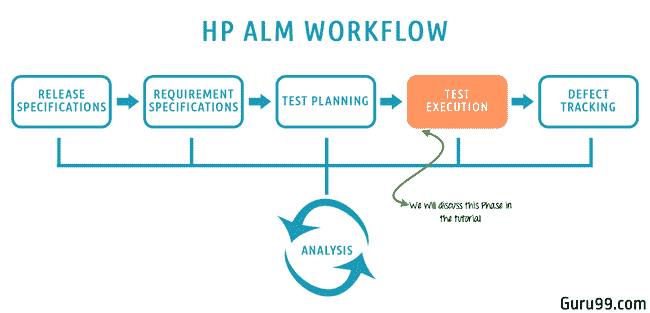 HP ALM WORKFLOW
RELEASE
SPECIFICATIONS
REQUIREMENT
SPECIFICATIONS
TEST PLANNING
TEST
EXECUTION
DEFECT
TRACKING
We Will discuss this Phase in
the tutorial
ANALYSIS
Guru99.com